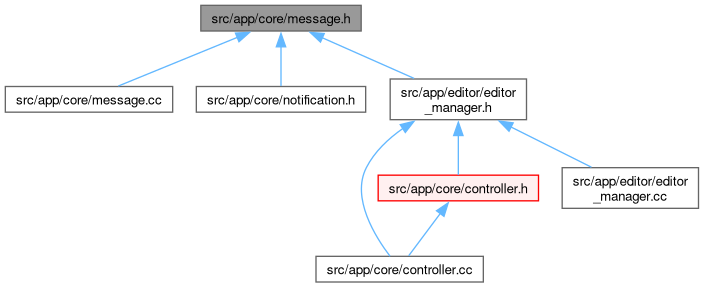 src/app/core/message.h
src/app/core/message.cc
src/app/core/notification.h
src/app/editor/editor
_manager.h
src/app/core/controller.h
src/app/editor/editor
_manager.cc
src/app/core/controller.cc